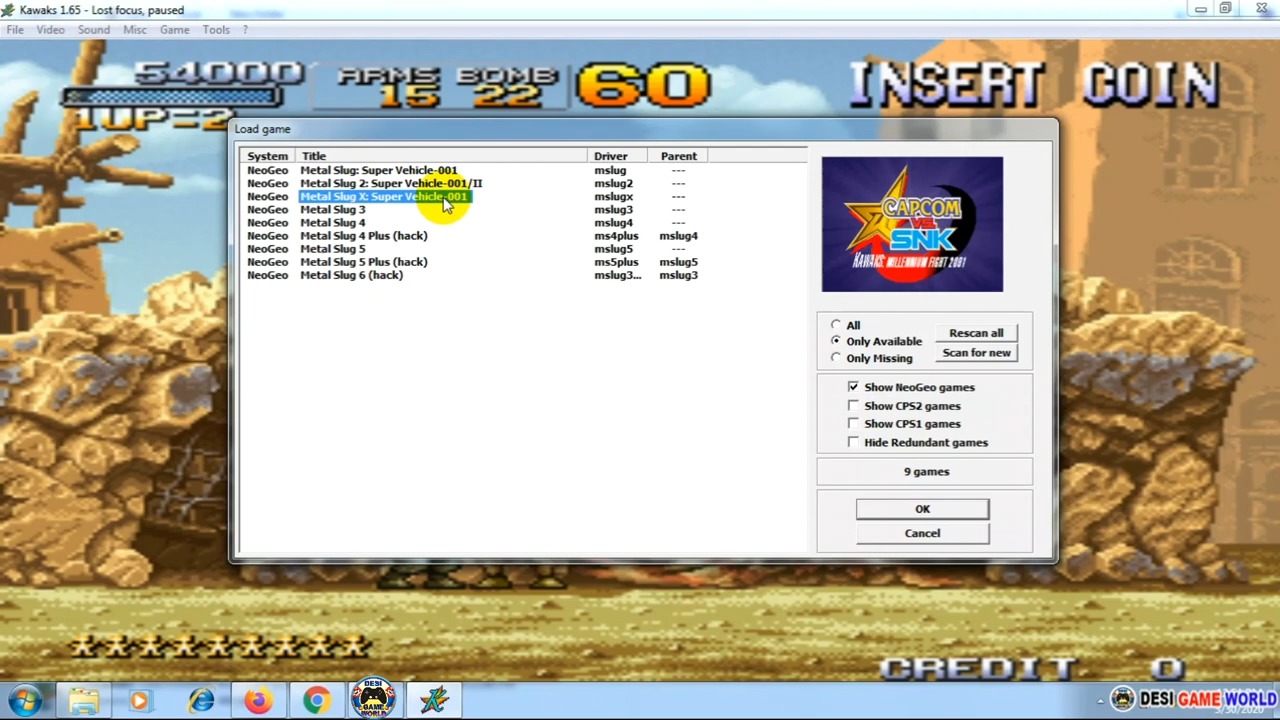 Kawaks 1.65 - Lost focus, paused
File Video Sound Misc Game Tools ?
54000 ARMS BOMB 60 INSERT COIN
15 22
1UP=2
Load game
System Title Driver Parent
NeoGeo Metal Slug: Super Vehicle-001 mslug ---
NeoGeo Metal Slug 2: Super Vehicle-001/II mslug2 ---
NeoGeo Metal Slug X: Super Vehicle-001 mslugx ---
NeoGeo Metal Slug 3 mslug3 ---
NeoGeo Metal Slug 4 mslug4 ---
NeoGeo Metal Slug 4 Plus (hack) ms4plus mslug4
NeoGeo Metal Slug 5 mslug5 ---
NeoGeo Metal Slug 5 Plus (hack) ms5plus mslug5
NeoGeo Metal Slug 6 (hack) mslug3... mslug3
CAPCOM
VS.
SNK
KAWAKS: MILLENNIUM FIGHT 2001
All
Only Available
Only Missing
Rescan all
Scan for new
Show NeoGeo games
Show CPS2 games
Show CPS1 games
Hide Redundant games
9 games
OK
Cancel
CREDIT 0
DESI
GAME
WORLD
DESI GAME WORLD